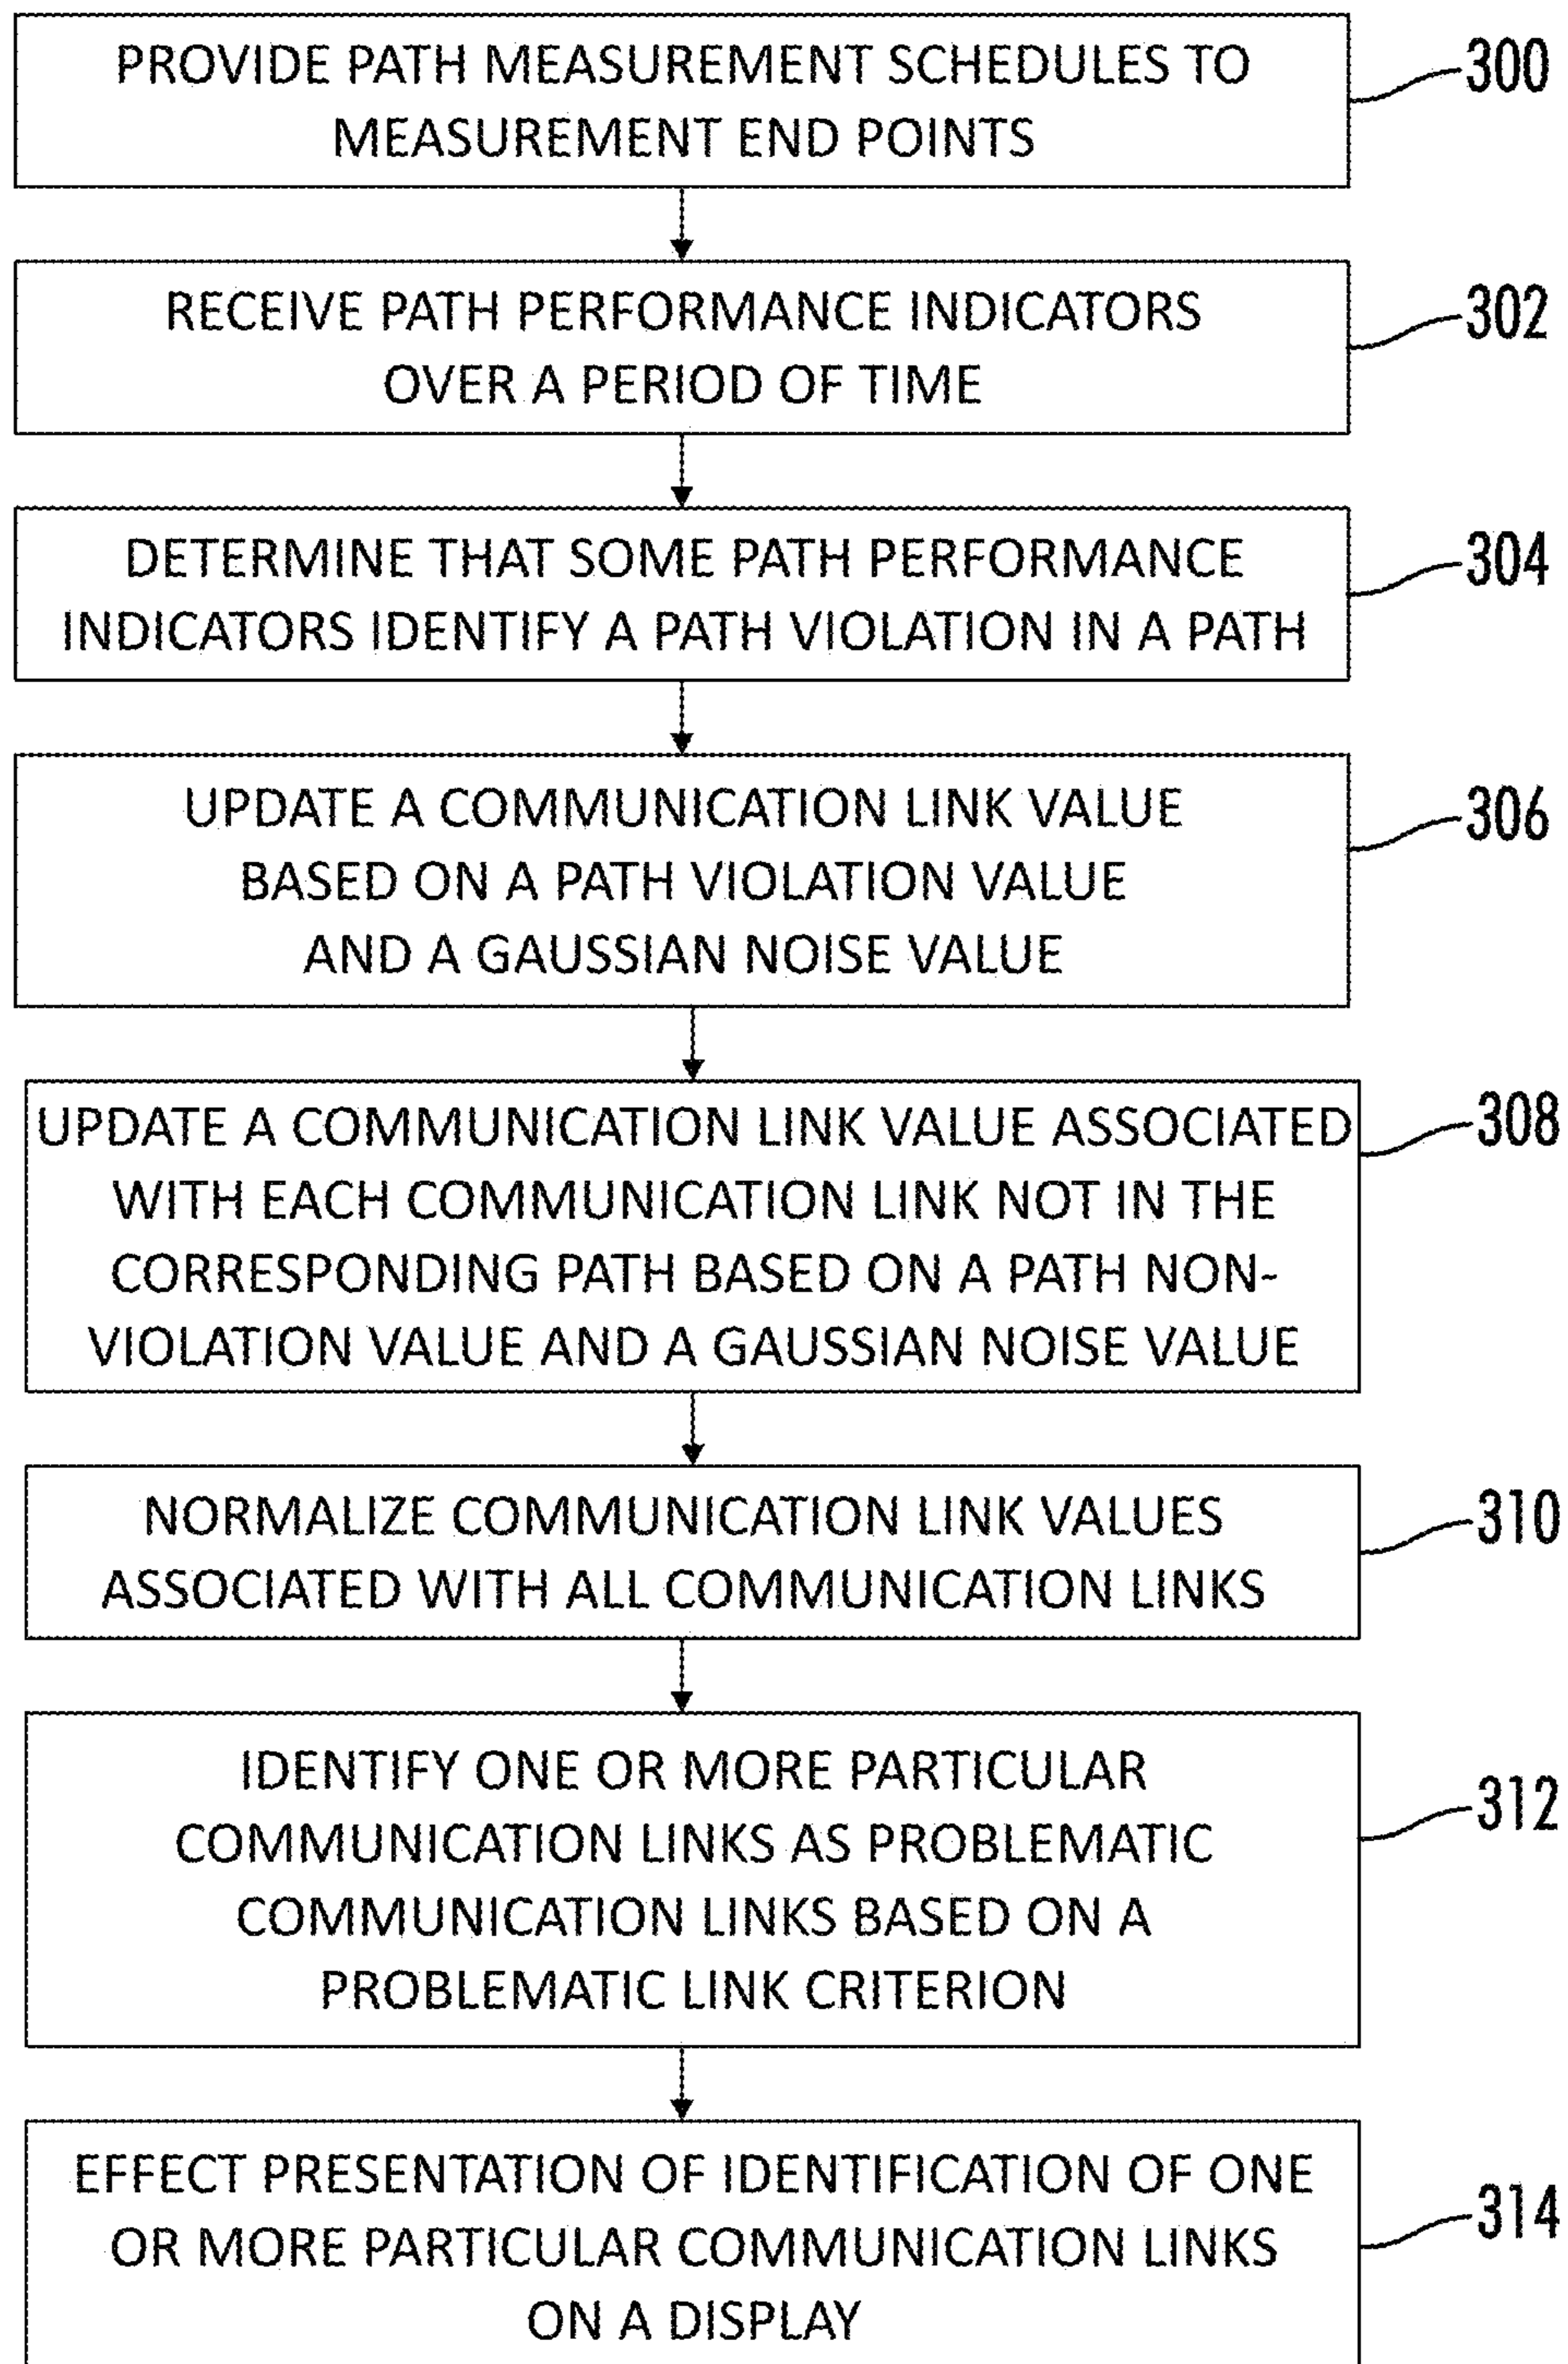 PROVIDE PATH MEASUREMENT SCHEDULES TO
MEASUREMENT END POINTS
300
RECEIVE PATH PERFORMANCE INDICATORS
OVER A PERIOD OF TIME
302
DETERMINE THAT SOME PATH PERFORMANCE
INDICATORS IDENTIFY A PATH VIOLATION IN A PATH
304
UPDATE A COMMUNICATION LINK VALUE
BASED ON A PATH VIOLATION VALUE
AND A GAUSSIAN NOISE VALUE
306
UPDATE A COMMUNICATION LINK VALUE ASSOCIATED
WITH EACH COMMUNICATION LINK NOT IN THE
CORRESPONDING PATH BASED ON A PATH NON-
VIOLATION VALUE AND A GAUSSIAN NOISE VALUE
308
NORMALIZE COMMUNICATION LINK VALUES
ASSOCIATED WITH ALL COMMUNICATION LINKS
310
IDENTIFY ONE OR MORE PARTICULAR
COMMUNICATION LINKS AS PROBLEMATIC
COMMUNICATION LINKS BASED ON A
PROBLEMATIC LINK CRITERION
312
EFFECT PRESENTATION OF IDENTIFICATION OF ONE
OR MORE PARTICULAR COMMUNICATION LINKS
ON A DISPLAY
314